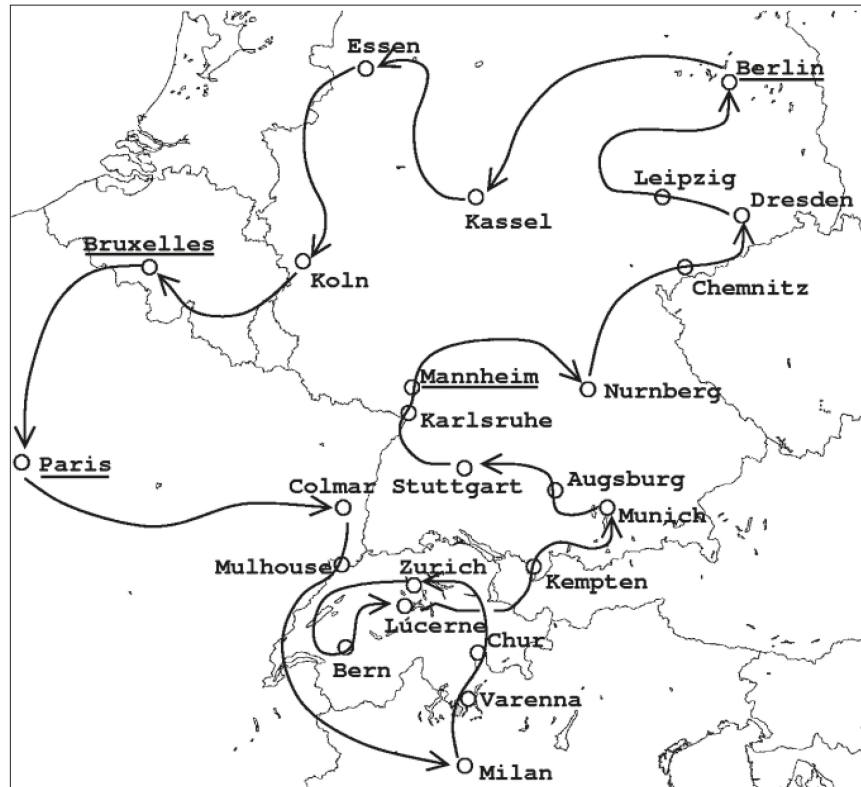 Essen
Berlin
Leipzig
Dresden
Kassel
Bruxelles
Koln
Chemnitz
Mannheim
Nurnberg
Karlsruhe
Paris
Stuttgart
Augsburg
Colmar
Munich
Mulhouse
Zurich
Kempten
Lucerne
Chur
Bern
Varenna
Milan